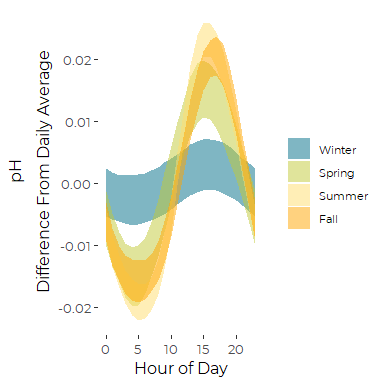 pH
Difference From Daily Average
0.02
0.01
0.00
-0.01
-0.02
0
5
10
15
20
Hour of Day
Winter
Spring
Summer
Fall